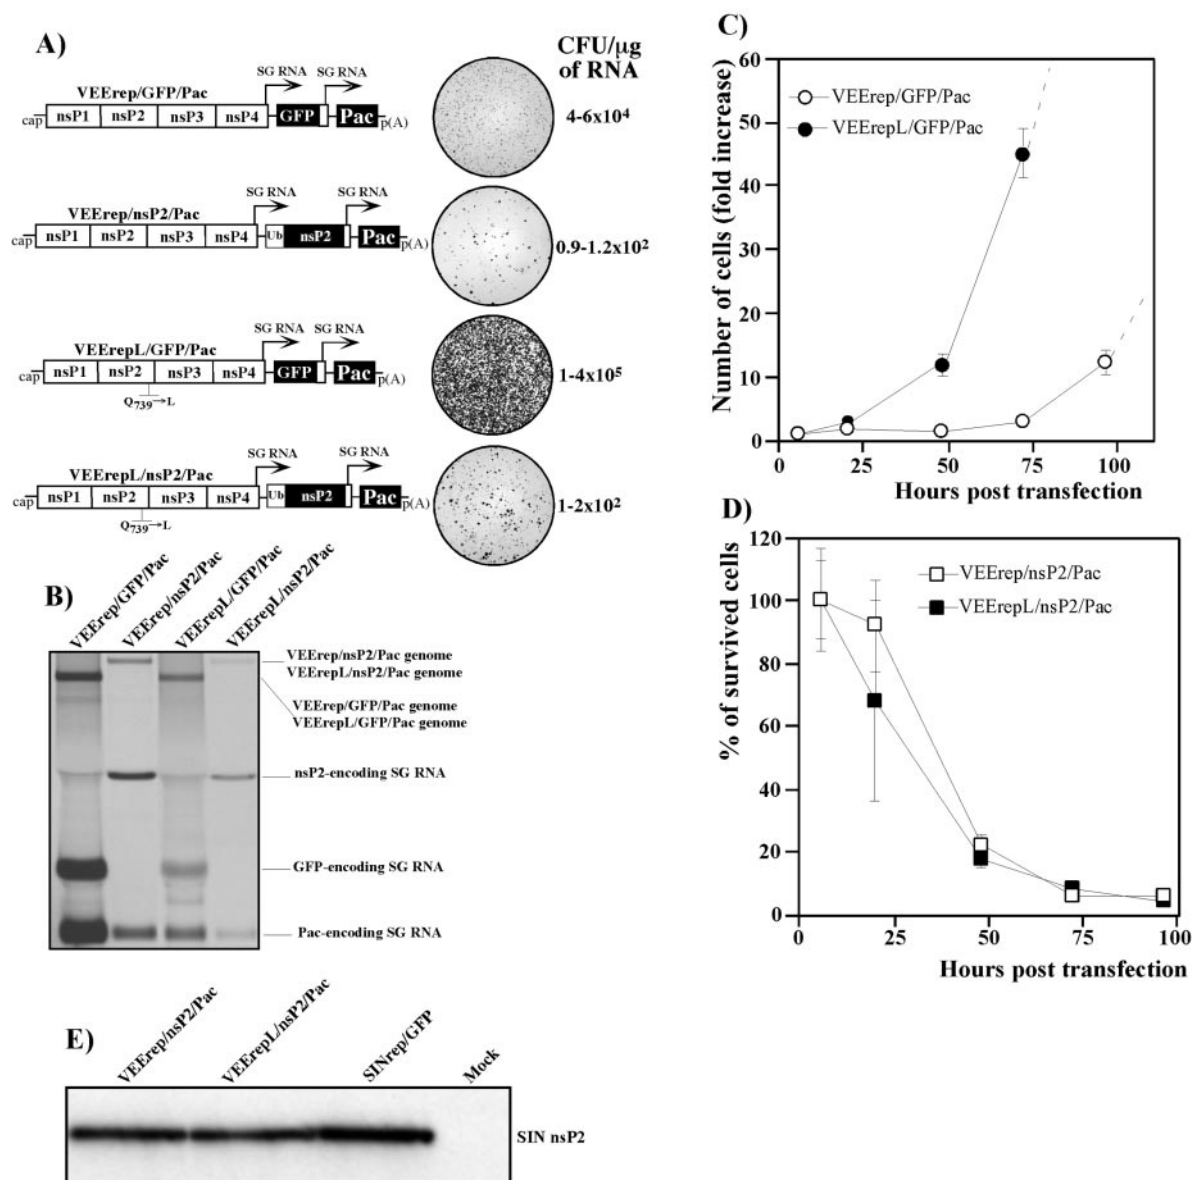 A)
CFU/μg
of RNA
SG RNA SG RNA
VEErep/GFP/Pac
cap nsP1 nsP2 nsP3 nsP4 GFP Pac p(A)
4-6x10⁴
SG RNA SG RNA
VEErep/nsP2/Pac
cap nsP1 nsP2 nsP3 nsP4 Ub nsP2 Pac p(A)
0.9-1.2x10²
SG RNA SG RNA
VEErepL/GFP/Pac
cap nsP1 nsP2 nsP3 nsP4 GFP Pac p(A)
Q739→L
1-4x10⁵
SG RNA SG RNA
VEErepL/nsP2/Pac
cap nsP1 nsP2 nsP3 nsP4 Ub nsP2 Pac p(A)
Q739→L
1-2x10²
B)
VEErep/GFP/Pac
VEErep/nsP2/Pac
VEErepL/GFP/Pac
VEErepL/nsP2/Pac
VEErep/nsP2/Pac genome
VEErepL/nsP2/Pac genome
VEErep/GFP/Pac genome
VEErepL/GFP/Pac genome
nsP2-encoding SG RNA
GFP-encoding SG RNA
Pac-encoding SG RNA
C)
Number of cells (fold increase)
60
50
40
30
20
10
0
VEErep/GFP/Pac
VEErepL/GFP/Pac
0 25 50 75 100
Hours post transfection
D)
% of survived cells
120
100
80
60
40
20
0
VEErep/nsP2/Pac
VEErepL/nsP2/Pac
0 25 50 75 100
Hours post transfection
E)
VEErep/nsP2/Pac
VEErepL/nsP2/Pac
SINrep/GFP
Mock
SIN nsP2